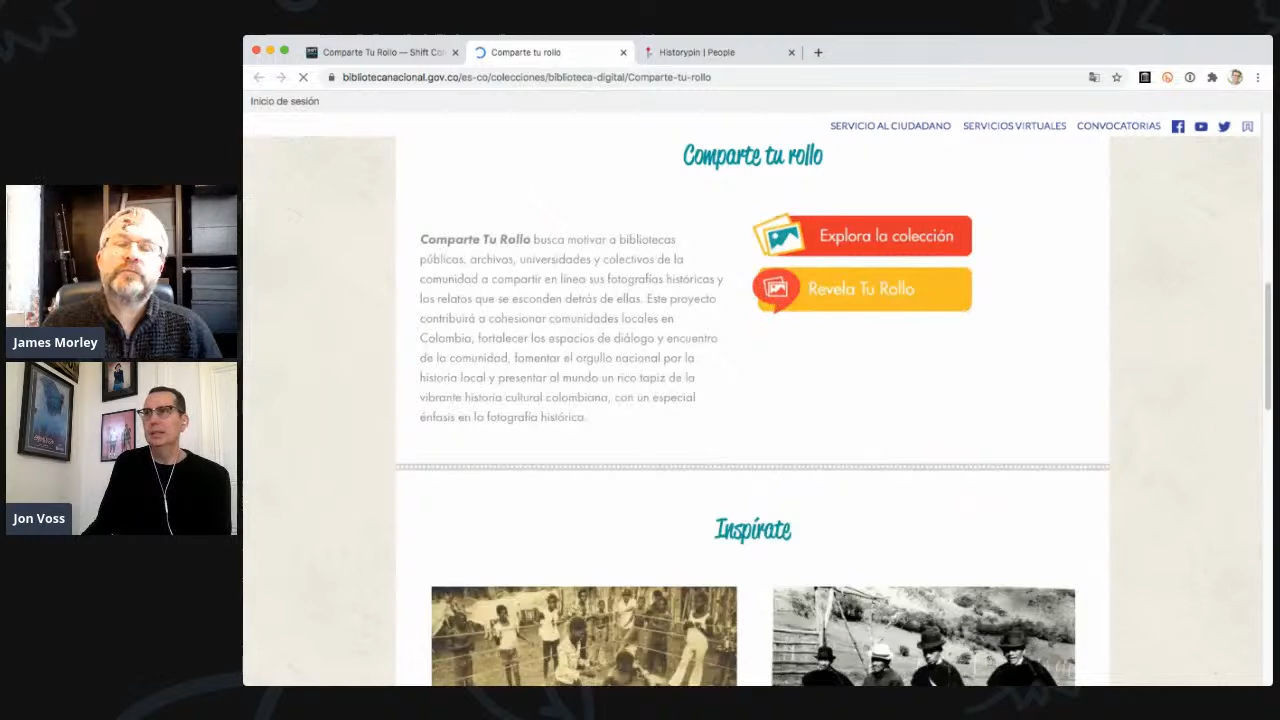 Comparte Tu Rollo — Shift Co
Comparte tu rollo
Historypin | People
bibliotecanacional.gov.co/es-co/colecciones/biblioteca-digital/Comparte-tu-rollo
Inicio de sesión
SERVICIO AL CIUDADANO SERVICIOS VIRTUALES CONVOCATORIAS
Comparte tu rollo
Comparte Tu Rollo busca motivar a bibliotecas
públicas, archivos, universidades y colectivos de la
comunidad a compartir en línea sus fotografías históricas y
los relatos que se esconden detrás de ellas. Este proyecto
contribuirá a cohesionar comunidades locales en
Colombia, fortalecer los espacios de diálogo y encuentro
de la comunidad, fomentar el orgullo nacional por la
historia local y presentar al mundo un rico tapiz de la
vibrante historia cultural colombiana, con un especial
énfasis en la fotografía histórica.
Explora la colección
Revela Tu Rollo
Inspírate
James Morley
Jon Voss